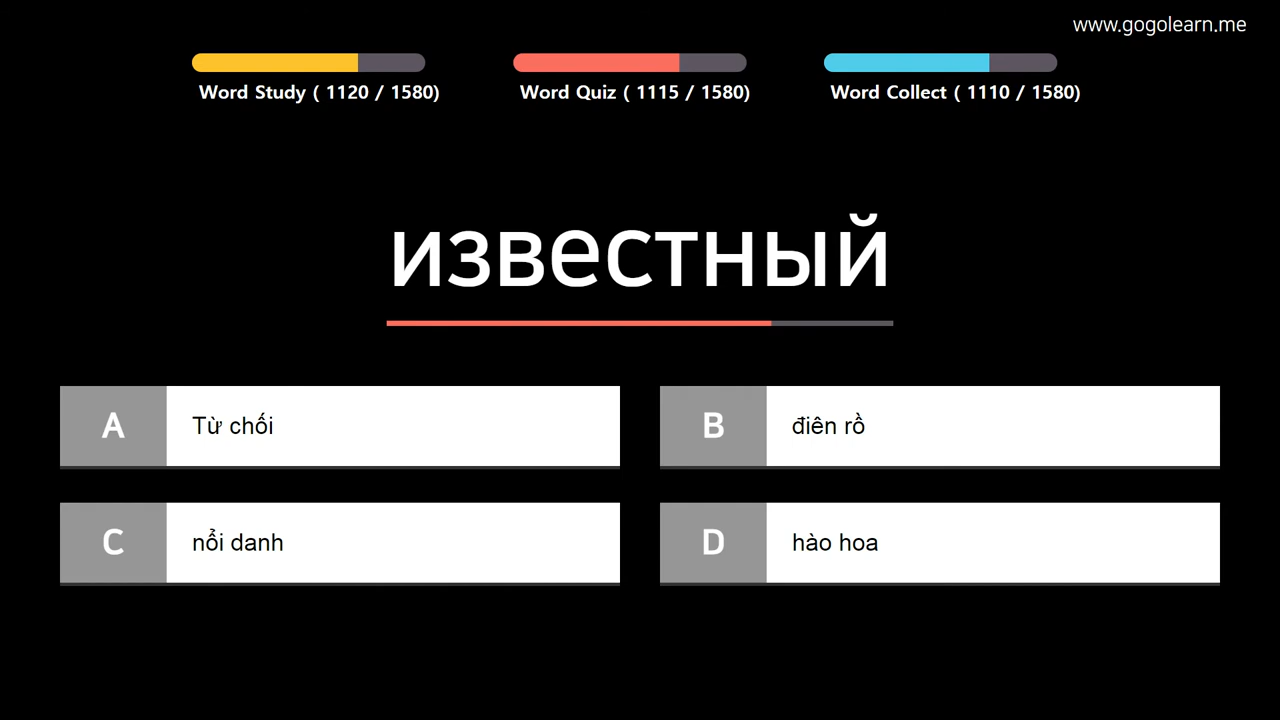 www.gogolearn.me
Word Study ( 1120 / 1580)
Word Quiz ( 1115 / 1580)
Word Collect ( 1110 / 1580)
известный
A Từ chối
B điên rồ
C nổi danh
D hào hoa